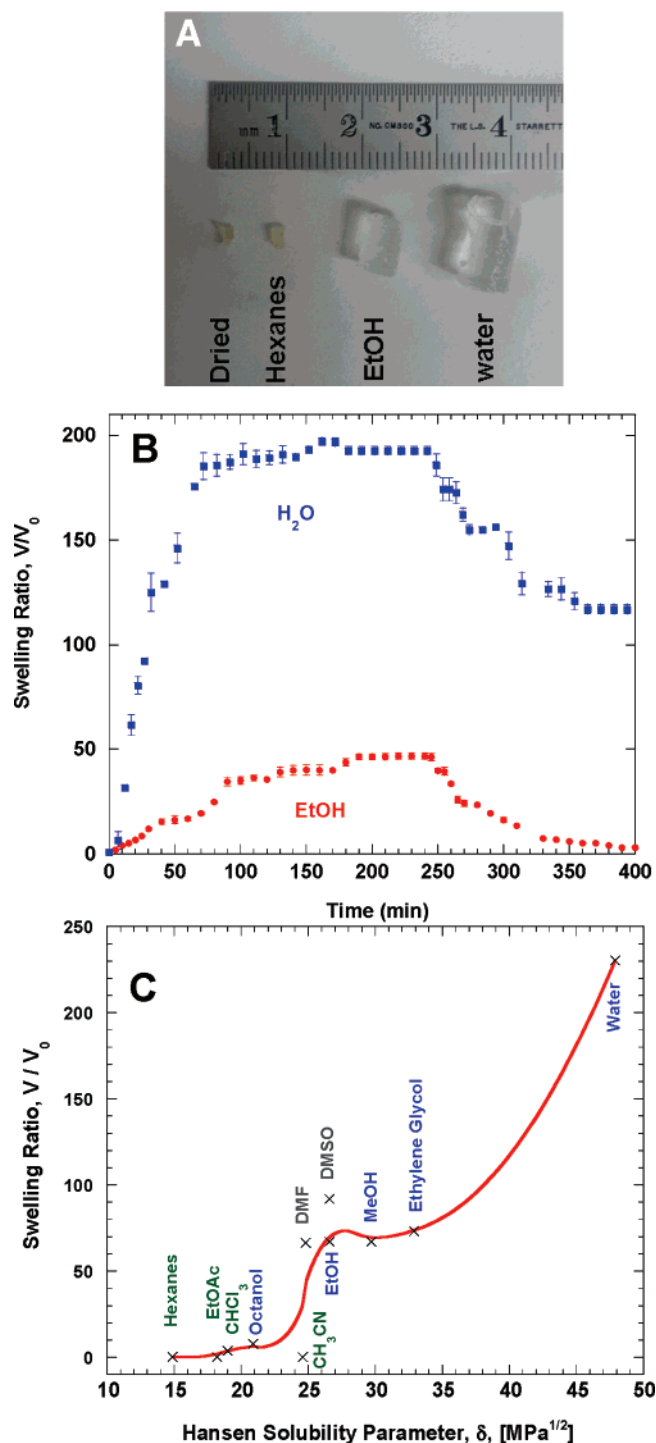 A
mm 1 2 NO. CM300 3 THE L.S. 4 STARRETT
Dried
Hexanes
EtOH
water
B
Swelling Ratio, V/V₀
200
150
100
50
0
H₂O
EtOH
0 50 100 150 200 250 300 350 400
Time (min)
C
Swelling Ratio, V / V₀
250
200
150
100
50
0
Hexanes
EtOAc
CHCl₃
Octanol
DMF
CH₃CN
DMSO
EtOH
MeOH
Ethylene Glycol
Water
10 15 20 25 30 35 40 45 50
Hansen Solubility Parameter, δ, [MPa¹/²]